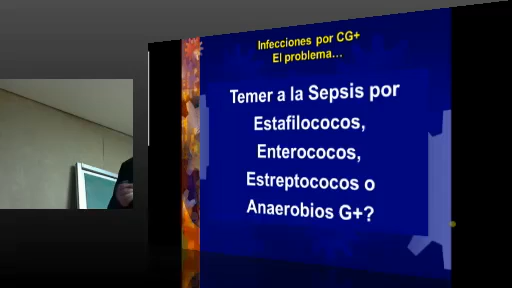 Infecciones por CG+
El problema...
Temer a la Sepsis por
Estafilococos,
Enterococos,
Estreptococos o
Anaerobios G+?